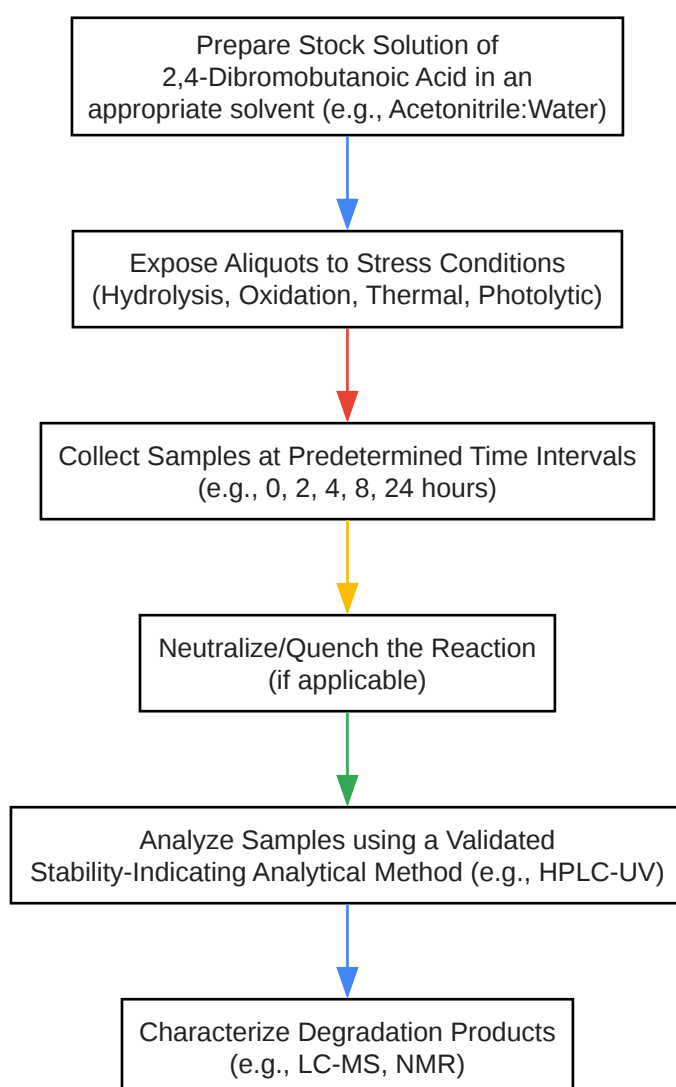 Prepare Stock Solution of
2,4-Dibromobutanoic Acid in an
appropriate solvent (e.g., Acetonitrile:Water)
Expose Aliquots to Stress Conditions
(Hydrolysis, Oxidation, Thermal, Photolytic)
Collect Samples at Predetermined Time Intervals
(e.g., 0, 2, 4, 8, 24 hours)
Neutralize/Quench the Reaction
(if applicable)
Analyze Samples using a Validated
Stability-Indicating Analytical Method (e.g., HPLC-UV)
Characterize Degradation Products
(e.g., LC-MS, NMR)